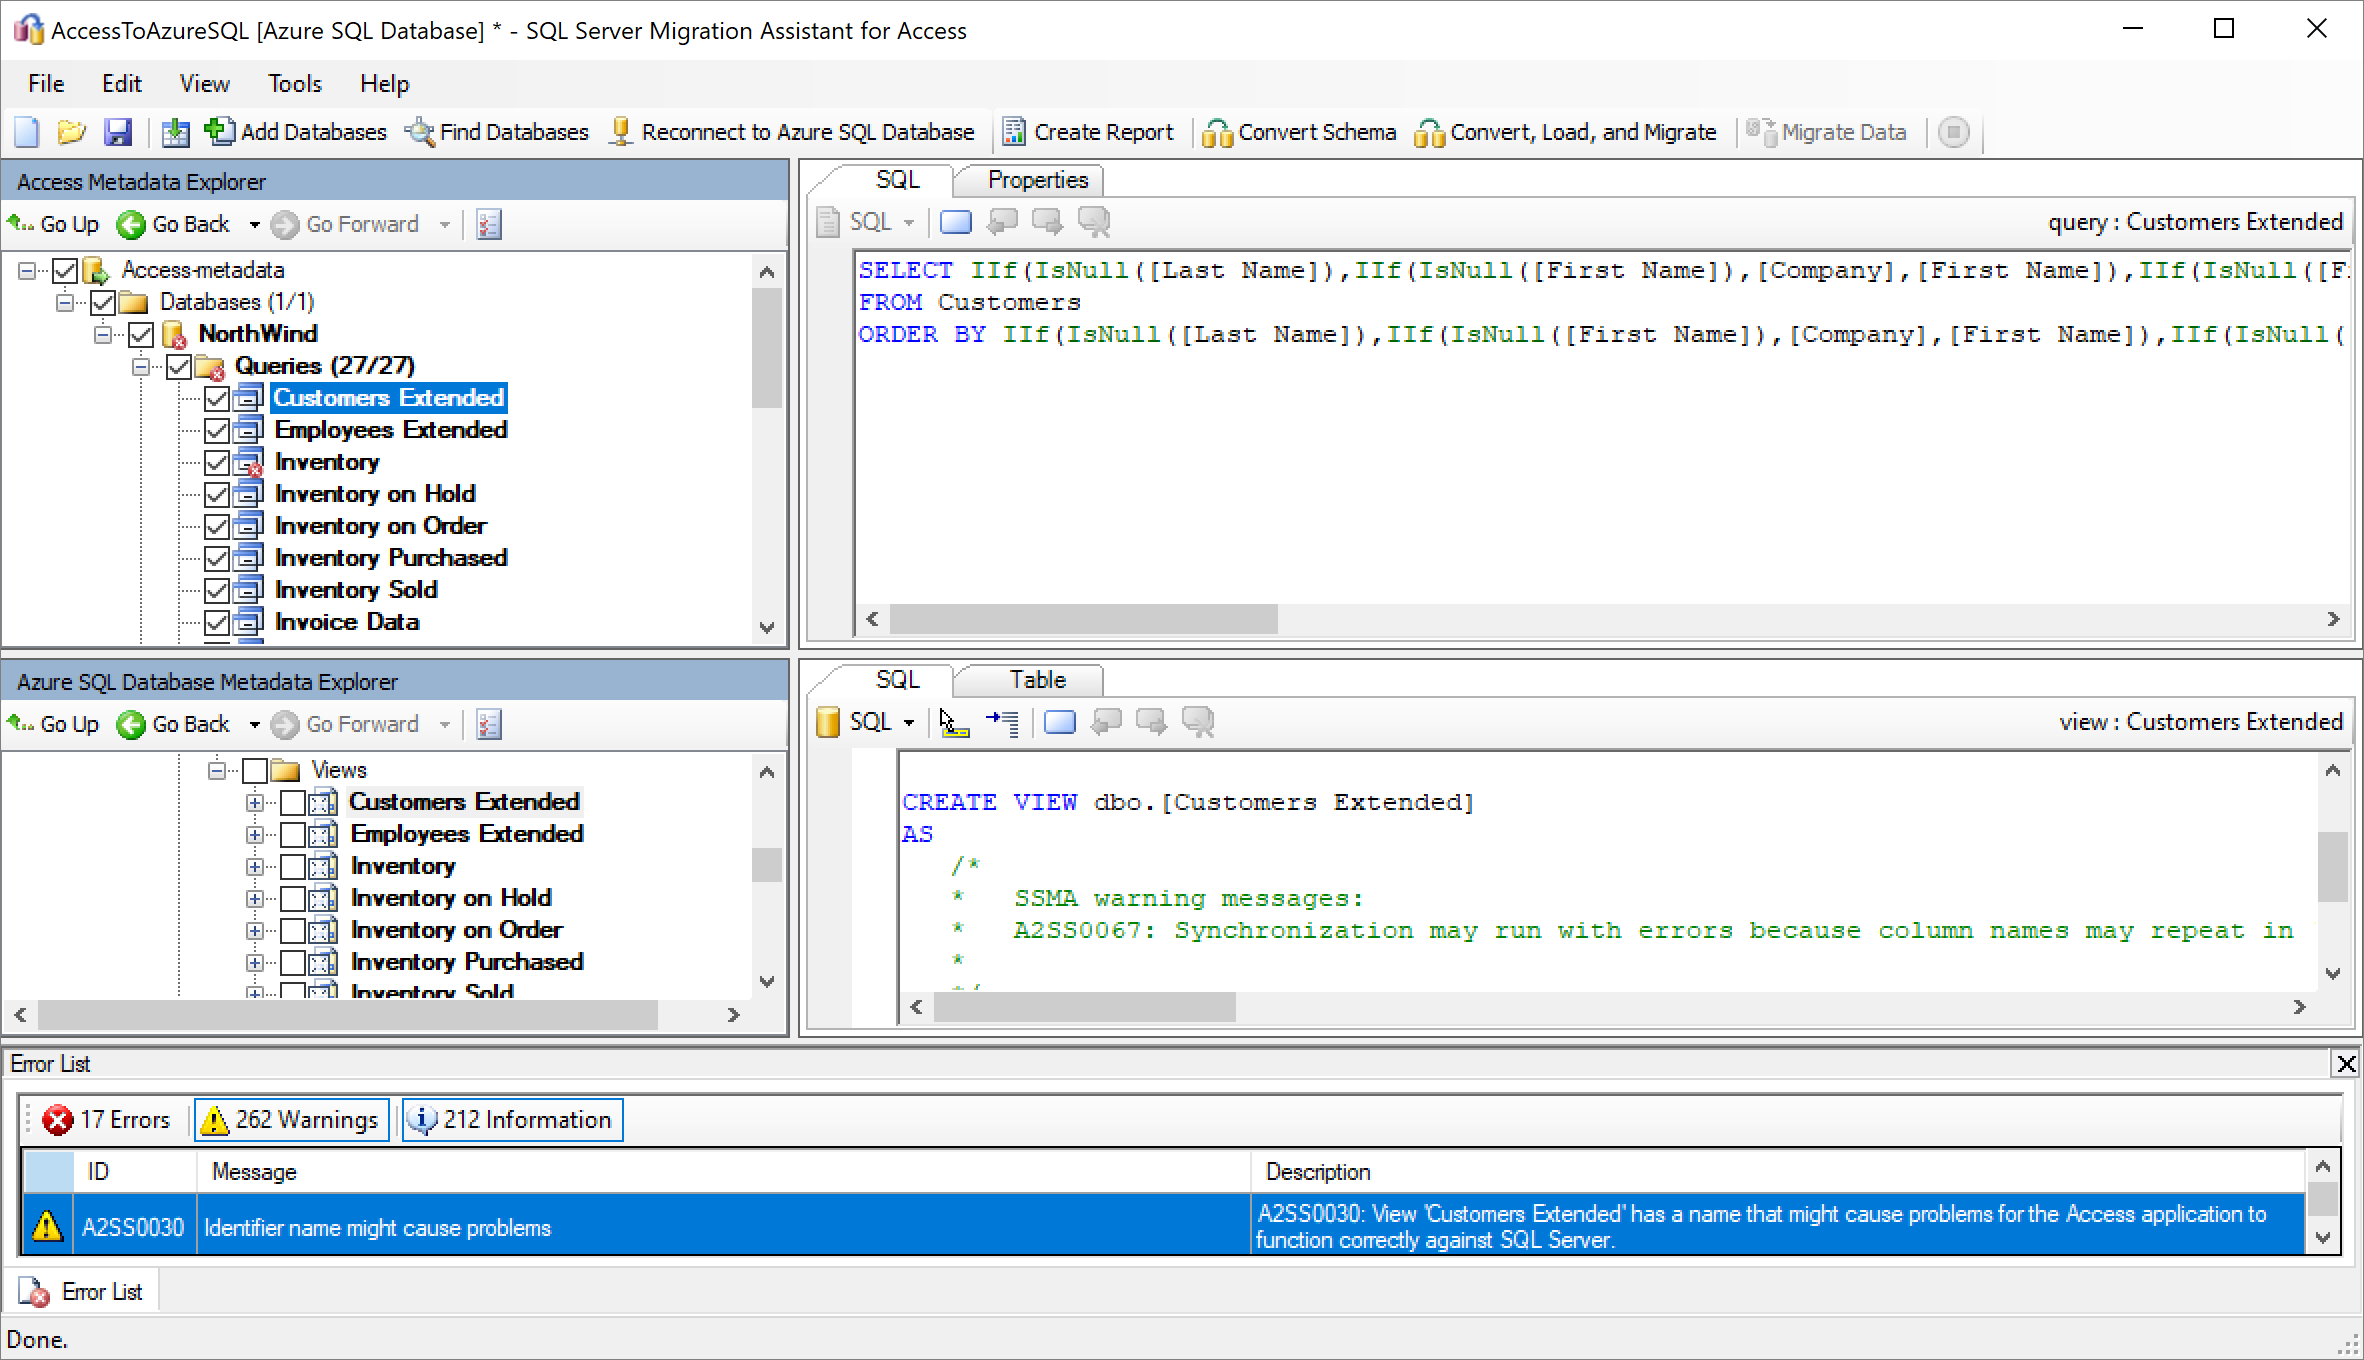 AccessToAzureSQL [Azure SQL Database] * - SQL Server Migration Assistant for Access
File Edit View Tools Help
Add Databases Find Databases Reconnect to Azure SQL Database Create Report Convert Schema Convert, Load, and Migrate Migrate Data
Access Metadata Explorer
Go Up Go Back Go Forward
Access-metadata
Databases (1/1)
NorthWind
Queries (27/27)
Customers Extended
Employees Extended
Inventory
Inventory on Hold
Inventory on Order
Inventory Purchased
Inventory Sold
Invoice Data
SQL Properties
SQL query : Customers Extended
SELECT IIf(IsNull([Last Name]),IIf(IsNull([First Name]),[Company],[First Name]),IIf(IsNull([F
FROM Customers
ORDER BY IIf(IsNull([Last Name]),IIf(IsNull([First Name]),[Company],[First Name]),IIf(IsNull(
Azure SQL Database Metadata Explorer
Go Up Go Back Go Forward
Views
Customers Extended
Employees Extended
Inventory
Inventory on Hold
Inventory on Order
Inventory Purchased
Inventory Sold
SQL Table
SQL view : Customers Extended
CREATE VIEW dbo.[Customers Extended]
AS
/*
* SSMA warning messages:
* A2SS0067: Synchronization may run with errors because column names may repeat in
*
*/
Error List
17 Errors 262 Warnings 212 Information
ID Message Description
A2SS0030 Identifier name might cause problems A2SS0030: View 'Customers Extended' has a name that might cause problems for the Access application to
function correctly against SQL Server.
Error List
Done.